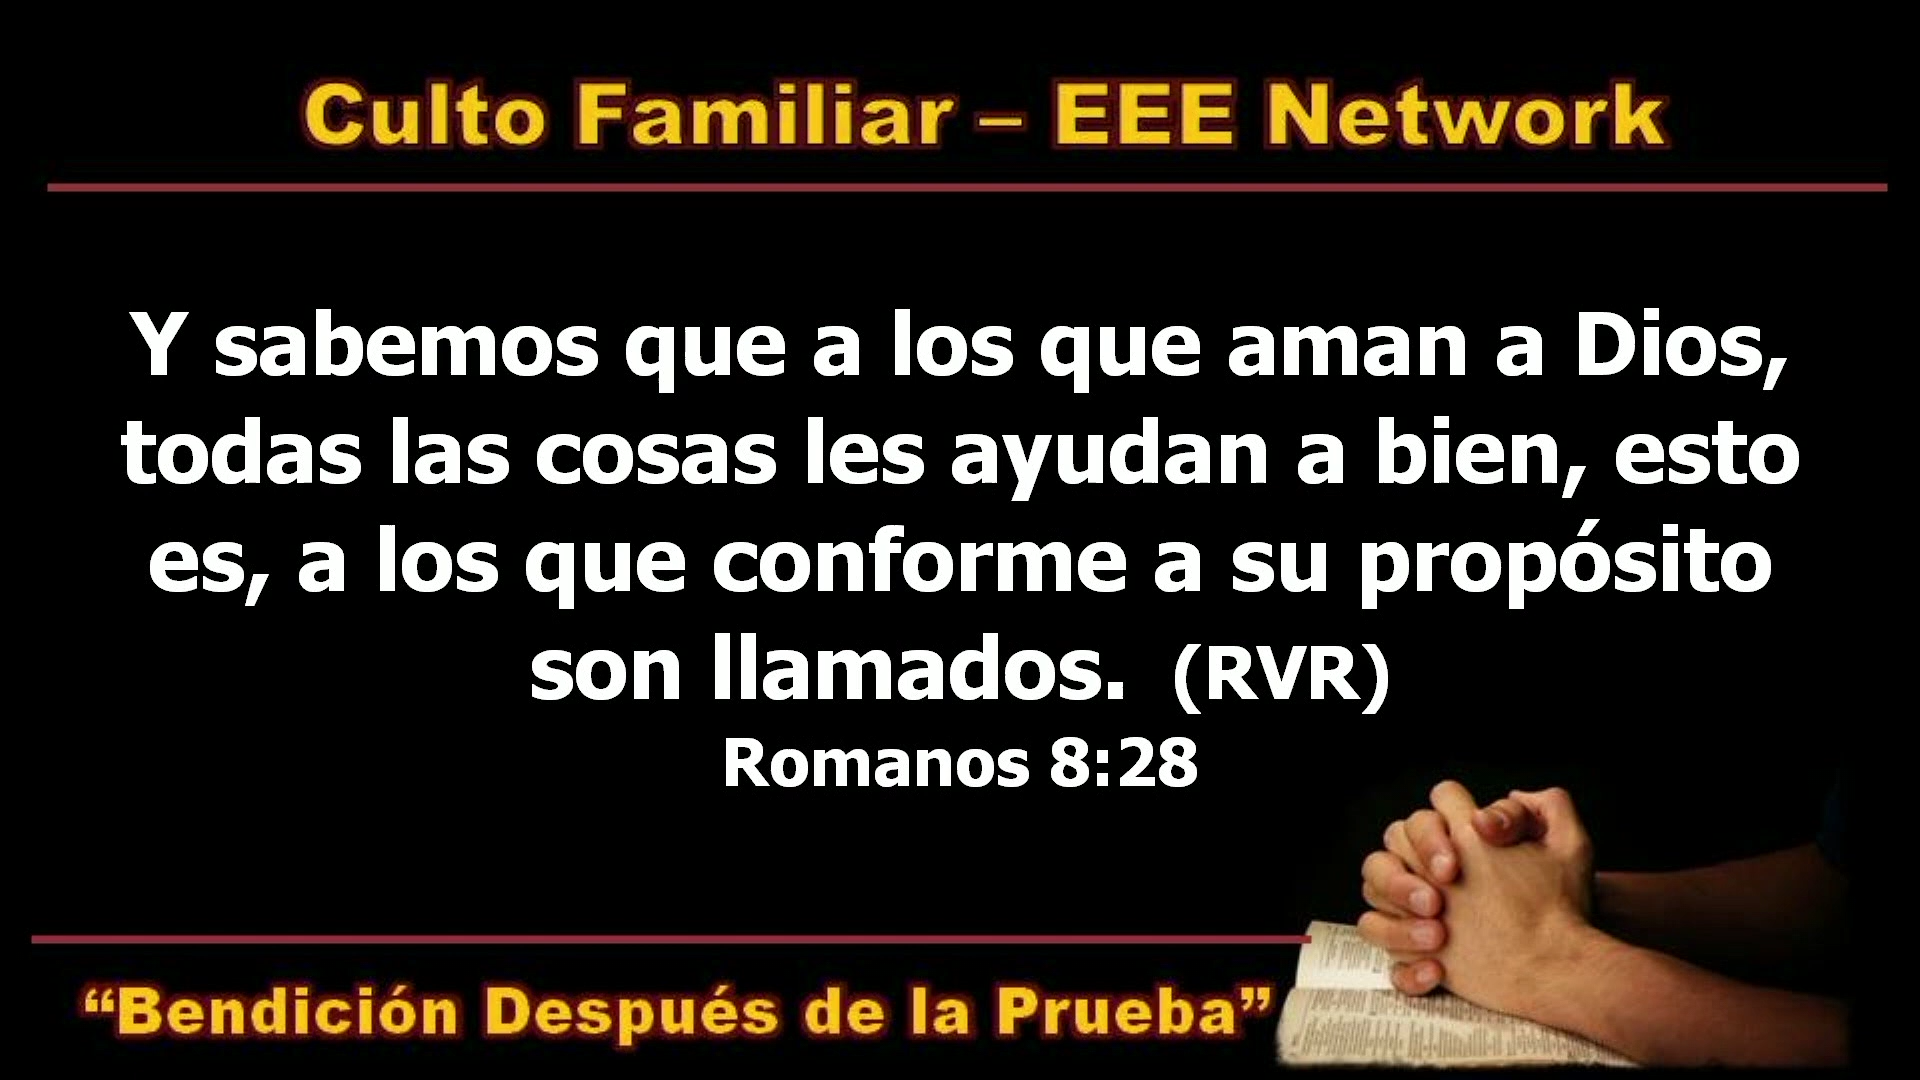 Culto Familiar – EEE Network
Y sabemos que a los que aman a Dios,
todas las cosas les ayudan a bien, esto
es, a los que conforme a su propósito
son llamados. (RVR)
Romanos 8:28
“Bendición Después de la Prueba”